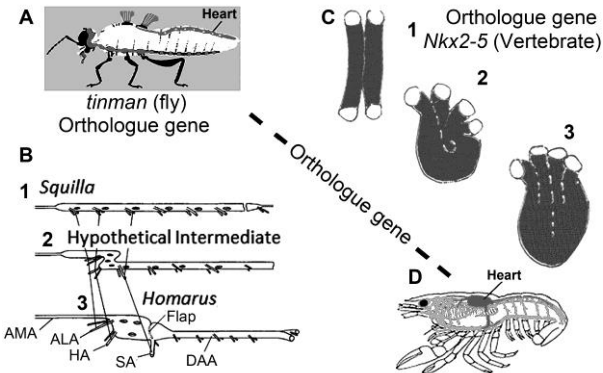 A
Heart
tinman (fly)
Orthologue gene
B
1 Squilla
2 Hypothetical Intermediate
3 Homarus
Flap
AMA
ALA
HA
SA
DAA
C
Orthologue gene
1 Nkx2-5 (Vertebrate)
2
3
Orthologue gene
D
Heart